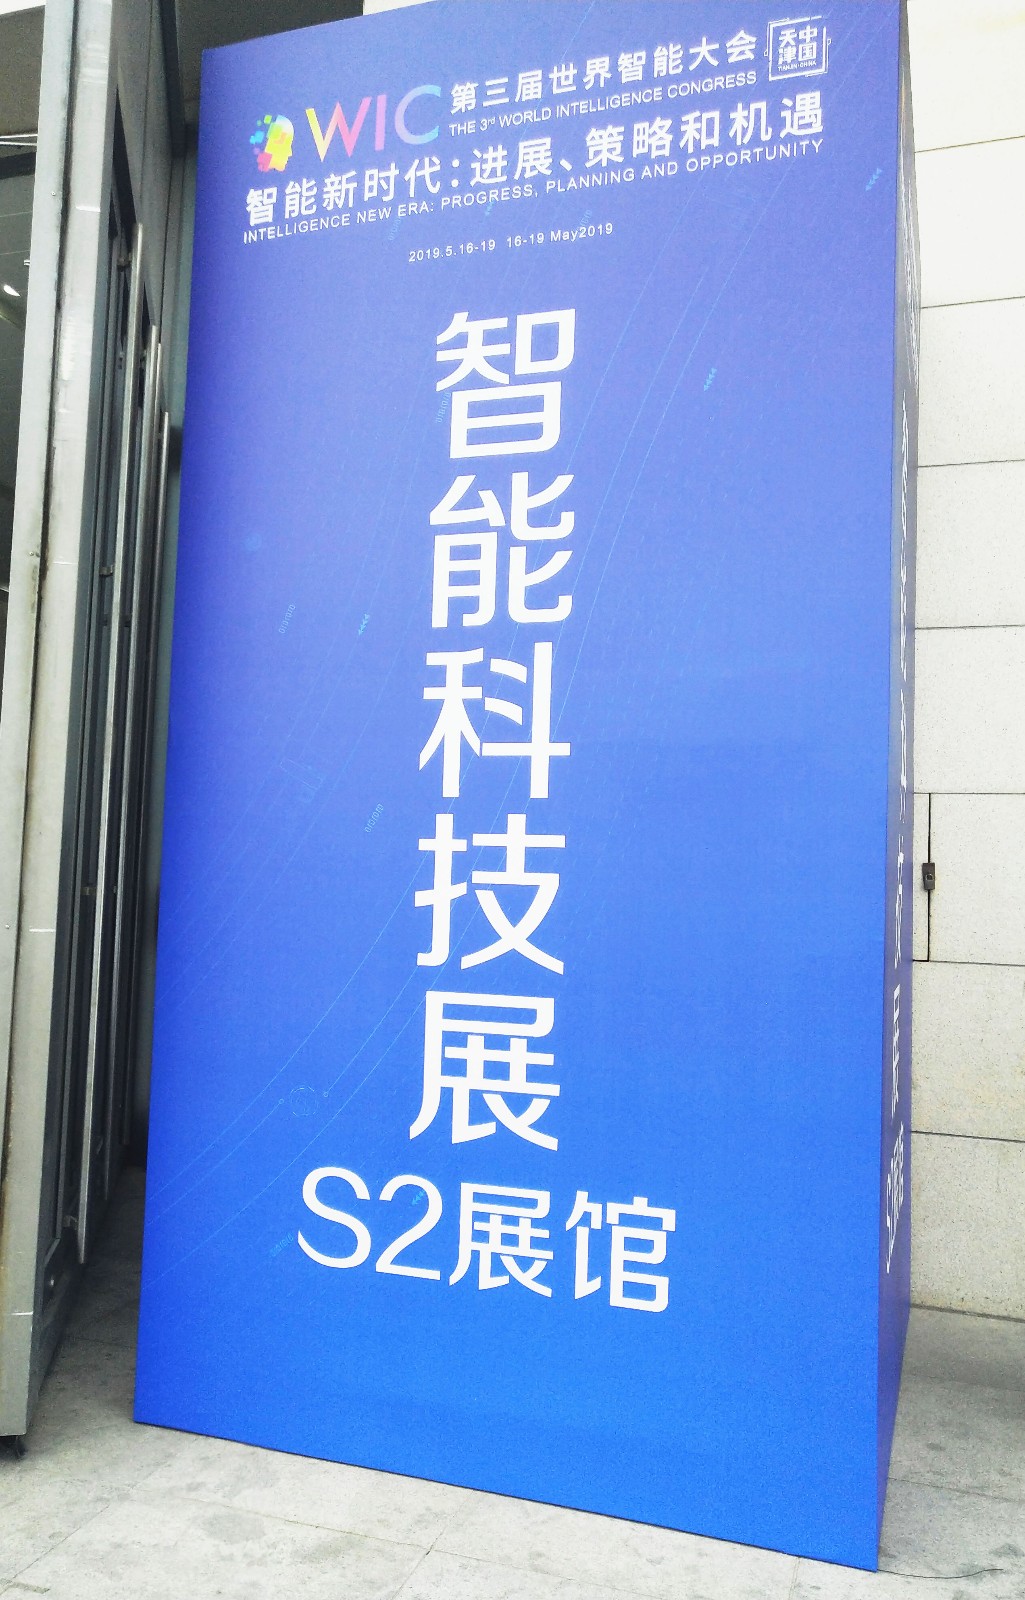 WIC
第三届世界智能大会
THE 3rd WORLD INTELLIGENCE CONGRESS
天津 中国
TIANJIN·CHINA
智能新时代：进展、策略和机遇
INTELLIGENCE NEW ERA: PROGRESS, PLANNING AND OPPORTUNITY
2019.5.16-19 16-19 May2019
智能科技展
S2展馆